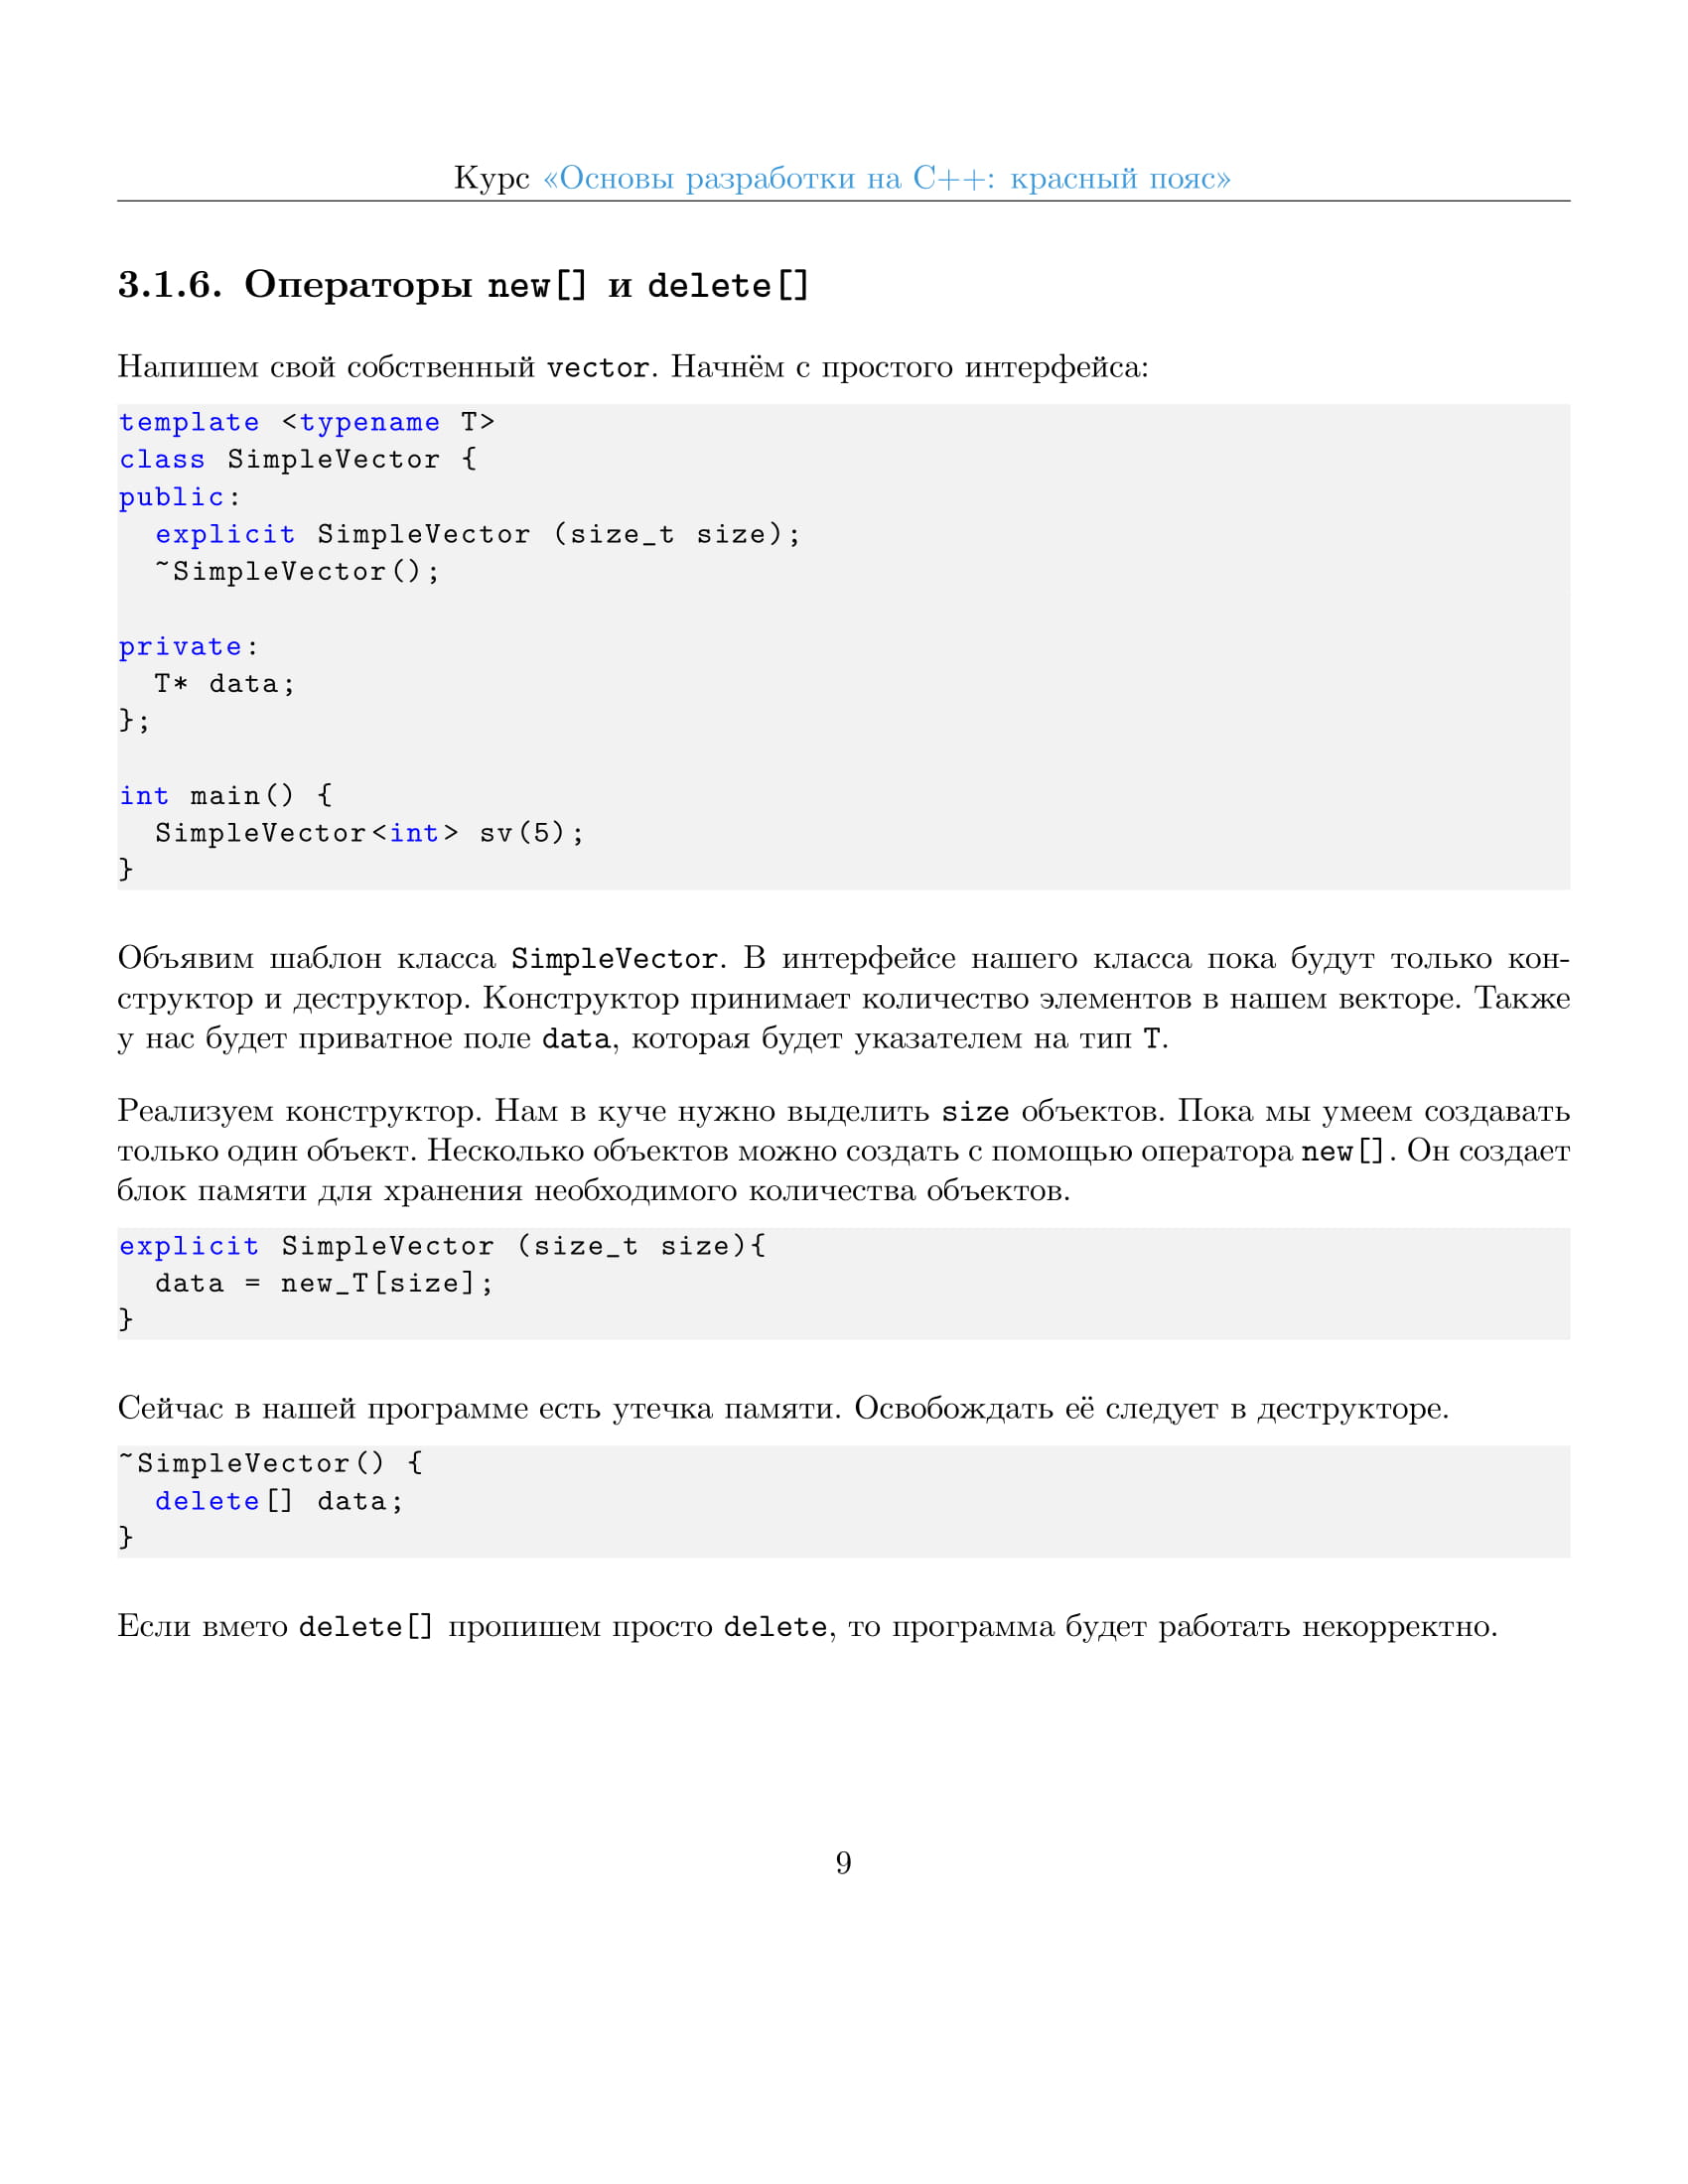 Курс «Основы разработки на C++: красный пояс»
3.1.6. Операторы new[] и delete[]
Напишем свой собственный vector. Начнём с простого интерфейса:
template <typename T>
class SimpleVector {
public:
  explicit SimpleVector (size_t size);
  ~SimpleVector();

private:
  T* data;
};

int main() {
  SimpleVector<int> sv(5);
}
Объявим шаблон класса SimpleVector. В интерфейсе нашего класса пока будут только кон-
структор и деструктор. Конструктор принимает количество элементов в нашем векторе. Также
у нас будет приватное поле data, которая будет указателем на тип T.
Реализуем конструктор. Нам в куче нужно выделить size объектов. Пока мы умеем создавать
только один объект. Несколько объектов можно создать с помощью оператора new[]. Он создает
блок памяти для хранения необходимого количества объектов.
explicit SimpleVector (size_t size){
  data = new_T[size];
}
Сейчас в нашей программе есть утечка памяти. Освобождать её следует в деструкторе.
~SimpleVector() {
  delete[] data;
}
Если вмето delete[] пропишем просто delete, то программа будет работать некорректно.
9